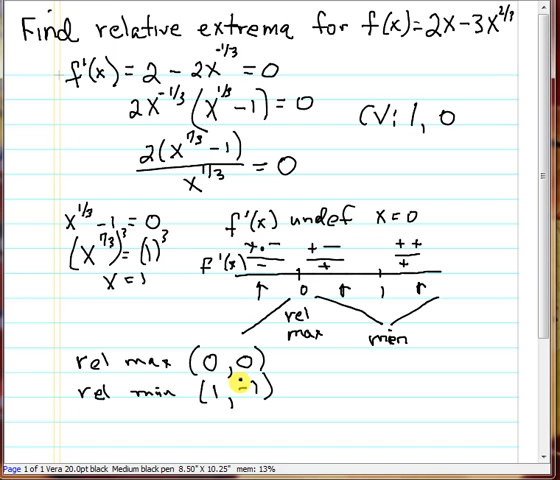 Find relative extrema for f(x)=2x-3x^2/3
f'(x) = 2 - 2x^-1/3 = 0
2x^-1/3 (x^1/3 - 1) = 0
CV: 1, 0
2(x^1/3 - 1) / x^1/3 = 0
x^1/3 - 1 = 0
f'(x) undef x=0
(x^1/3)^3 = (1)^3
x = 1
f'(x)
+ · - / -
+ - / +
+ + / +
0 1
rel max
min
rel max (0, 0)
rel min (1, -1)
Page 1 of 1 Vera 20.0pt black Medium black pen 8.50" X 10.25" mem: 13%